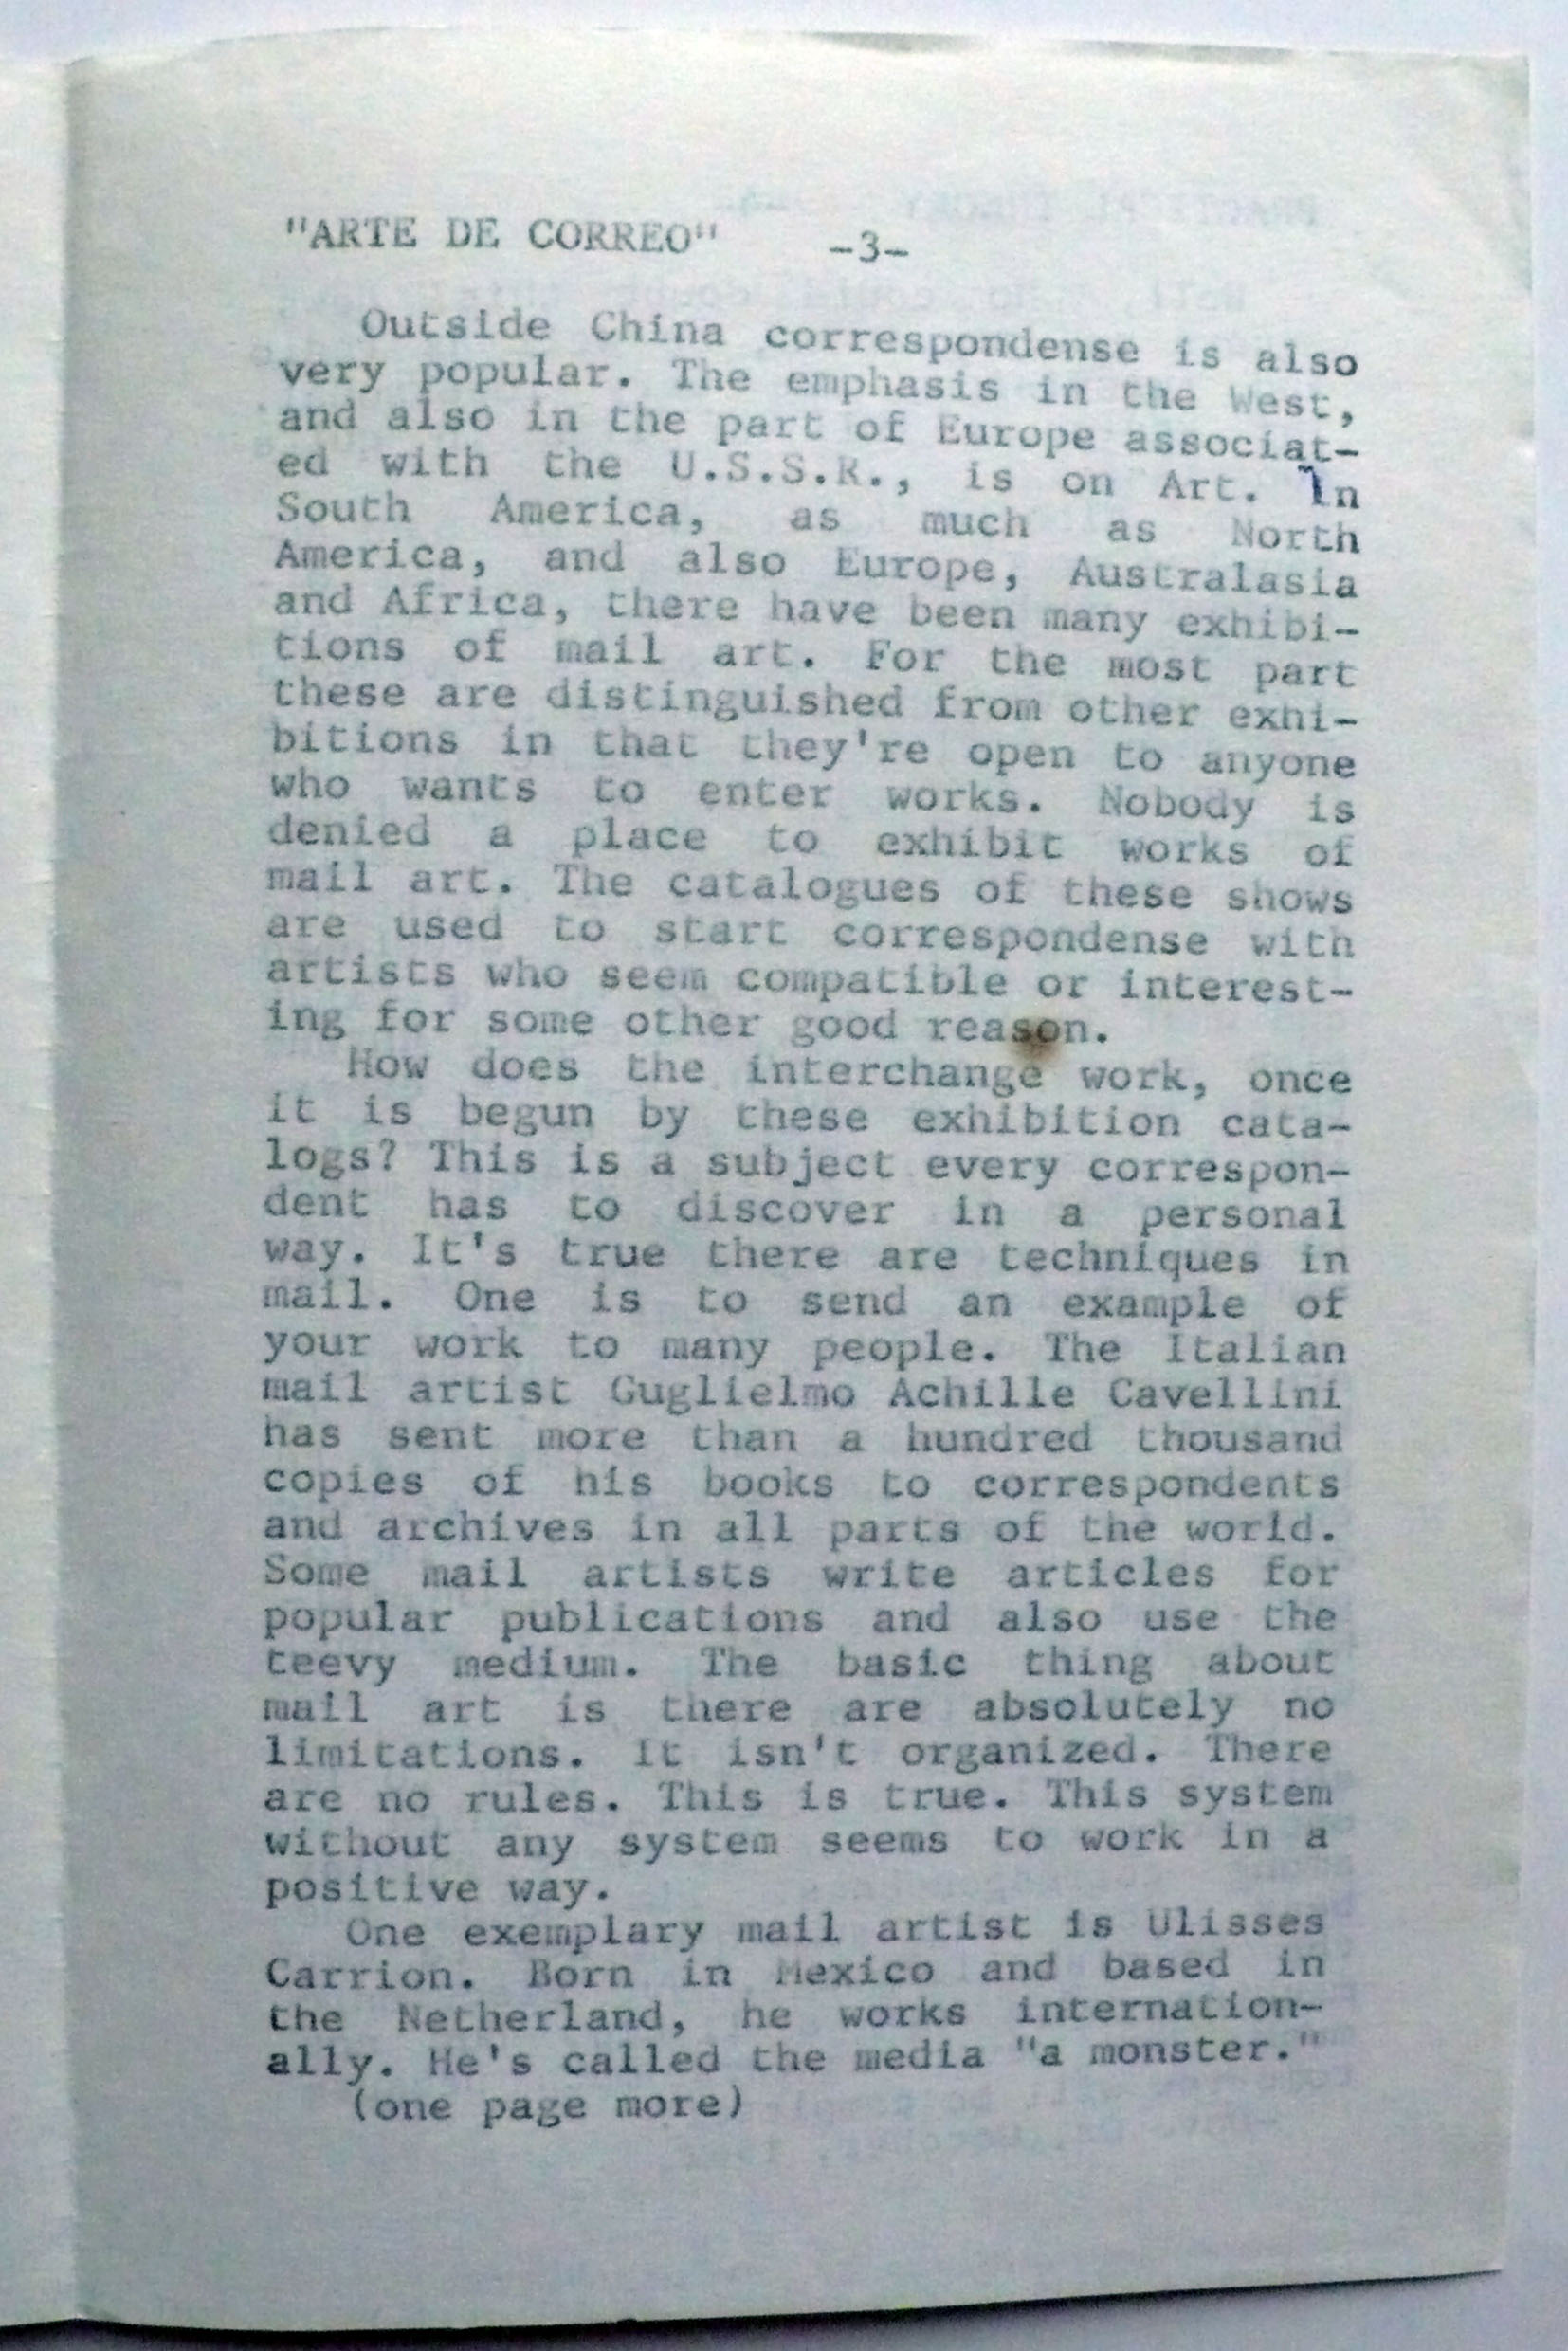 "ARTE DE CORREO" -3-
Outside China correspondense is also
very popular. The emphasis in the West,
and also in the part of Europe associat-
ed with the U.S.S.R., is on Art. In
South America, as much as North
America, and also Europe, Australasia
and Africa, there have been many exhibi-
tions of mail art. For the most part
these are distinguished from other exhi-
bitions in that they're open to anyone
who wants to enter works. Nobody is
denied a place to exhibit works of
mail art. The catalogues of these shows
are used to start correspondense with
artists who seem compatible or interest-
ing for some other good reason.
How does the interchange work, once
it is begun by these exhibition cata-
logs? This is a subject every correspon-
dent has to discover in a personal
way. It's true there are techniques in
mail. One is to send an example of
your work to many people. The Italian
mail artist Guglielmo Achille Cavellini
has sent more than a hundred thousand
copies of his books to correspondents
and archives in all parts of the world.
Some mail artists write articles for
popular publications and also use the
teevy medium. The basic thing about
mail art is there are absolutely no
limitations. It isn't organized. There
are no rules. This is true. This system
without any system seems to work in a
positive way.
One exemplary mail artist is Ulisses
Carrion. Born in Mexico and based in
the Netherland, he works internation-
ally. He's called the media "a monster."
(one page more)